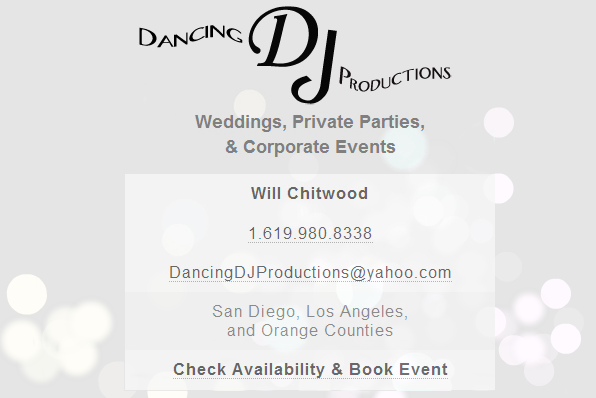 Dancing DJ Productions
Weddings, Private Parties,
& Corporate Events
Will Chitwood
1.619.980.8338
DancingDJProductions@yahoo.com
San Diego, Los Angeles,
and Orange Counties
Check Availability & Book Event